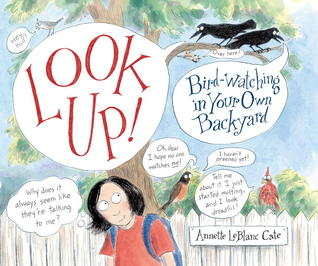 Hey, hi!
Over here!
LOOK
UP!
Bird-Watching
in Your Own
Backyard
Oh dear
I hope no one
watches me!
I haven't
preened yet!
Tell me
about it. I just
started molting,
and I look
dreadful!
Why does it
always seem like
they're talking
to me?
Annette LeBlanc Cate